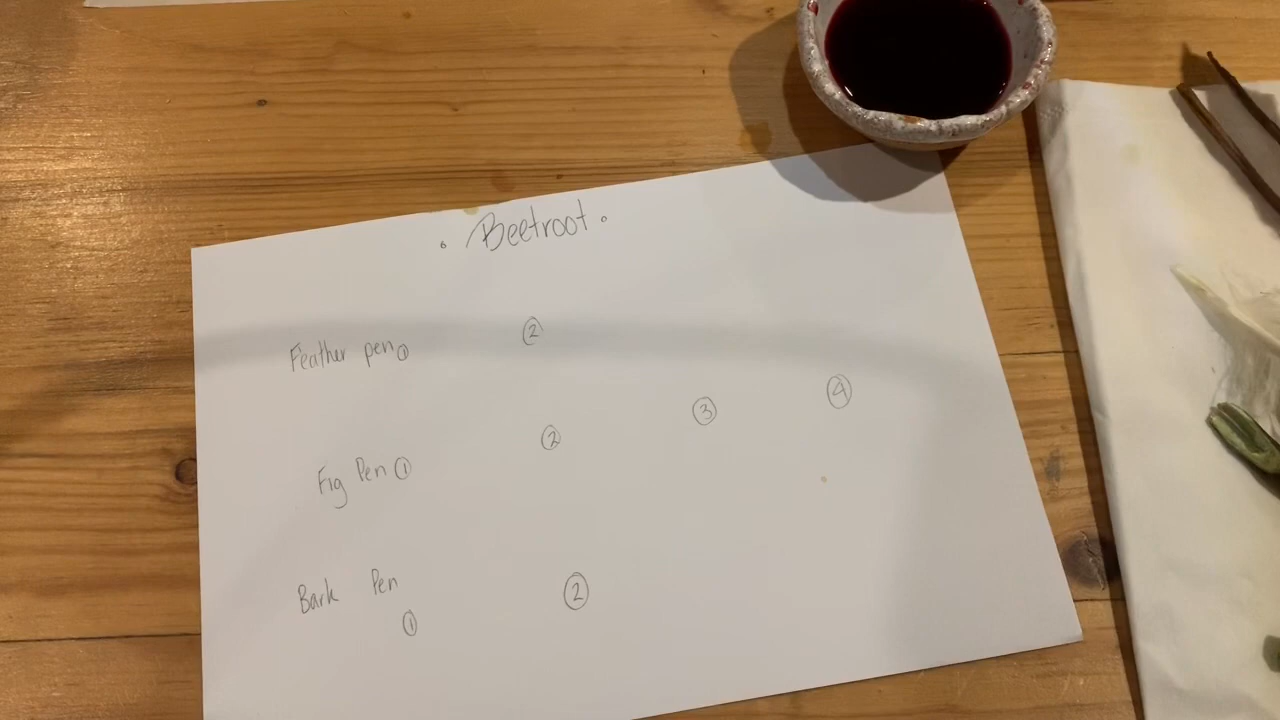 . Beetroot .
Feather pen ① ②
Fig Pen ① ② ③ ④
Bark Pen
① ②